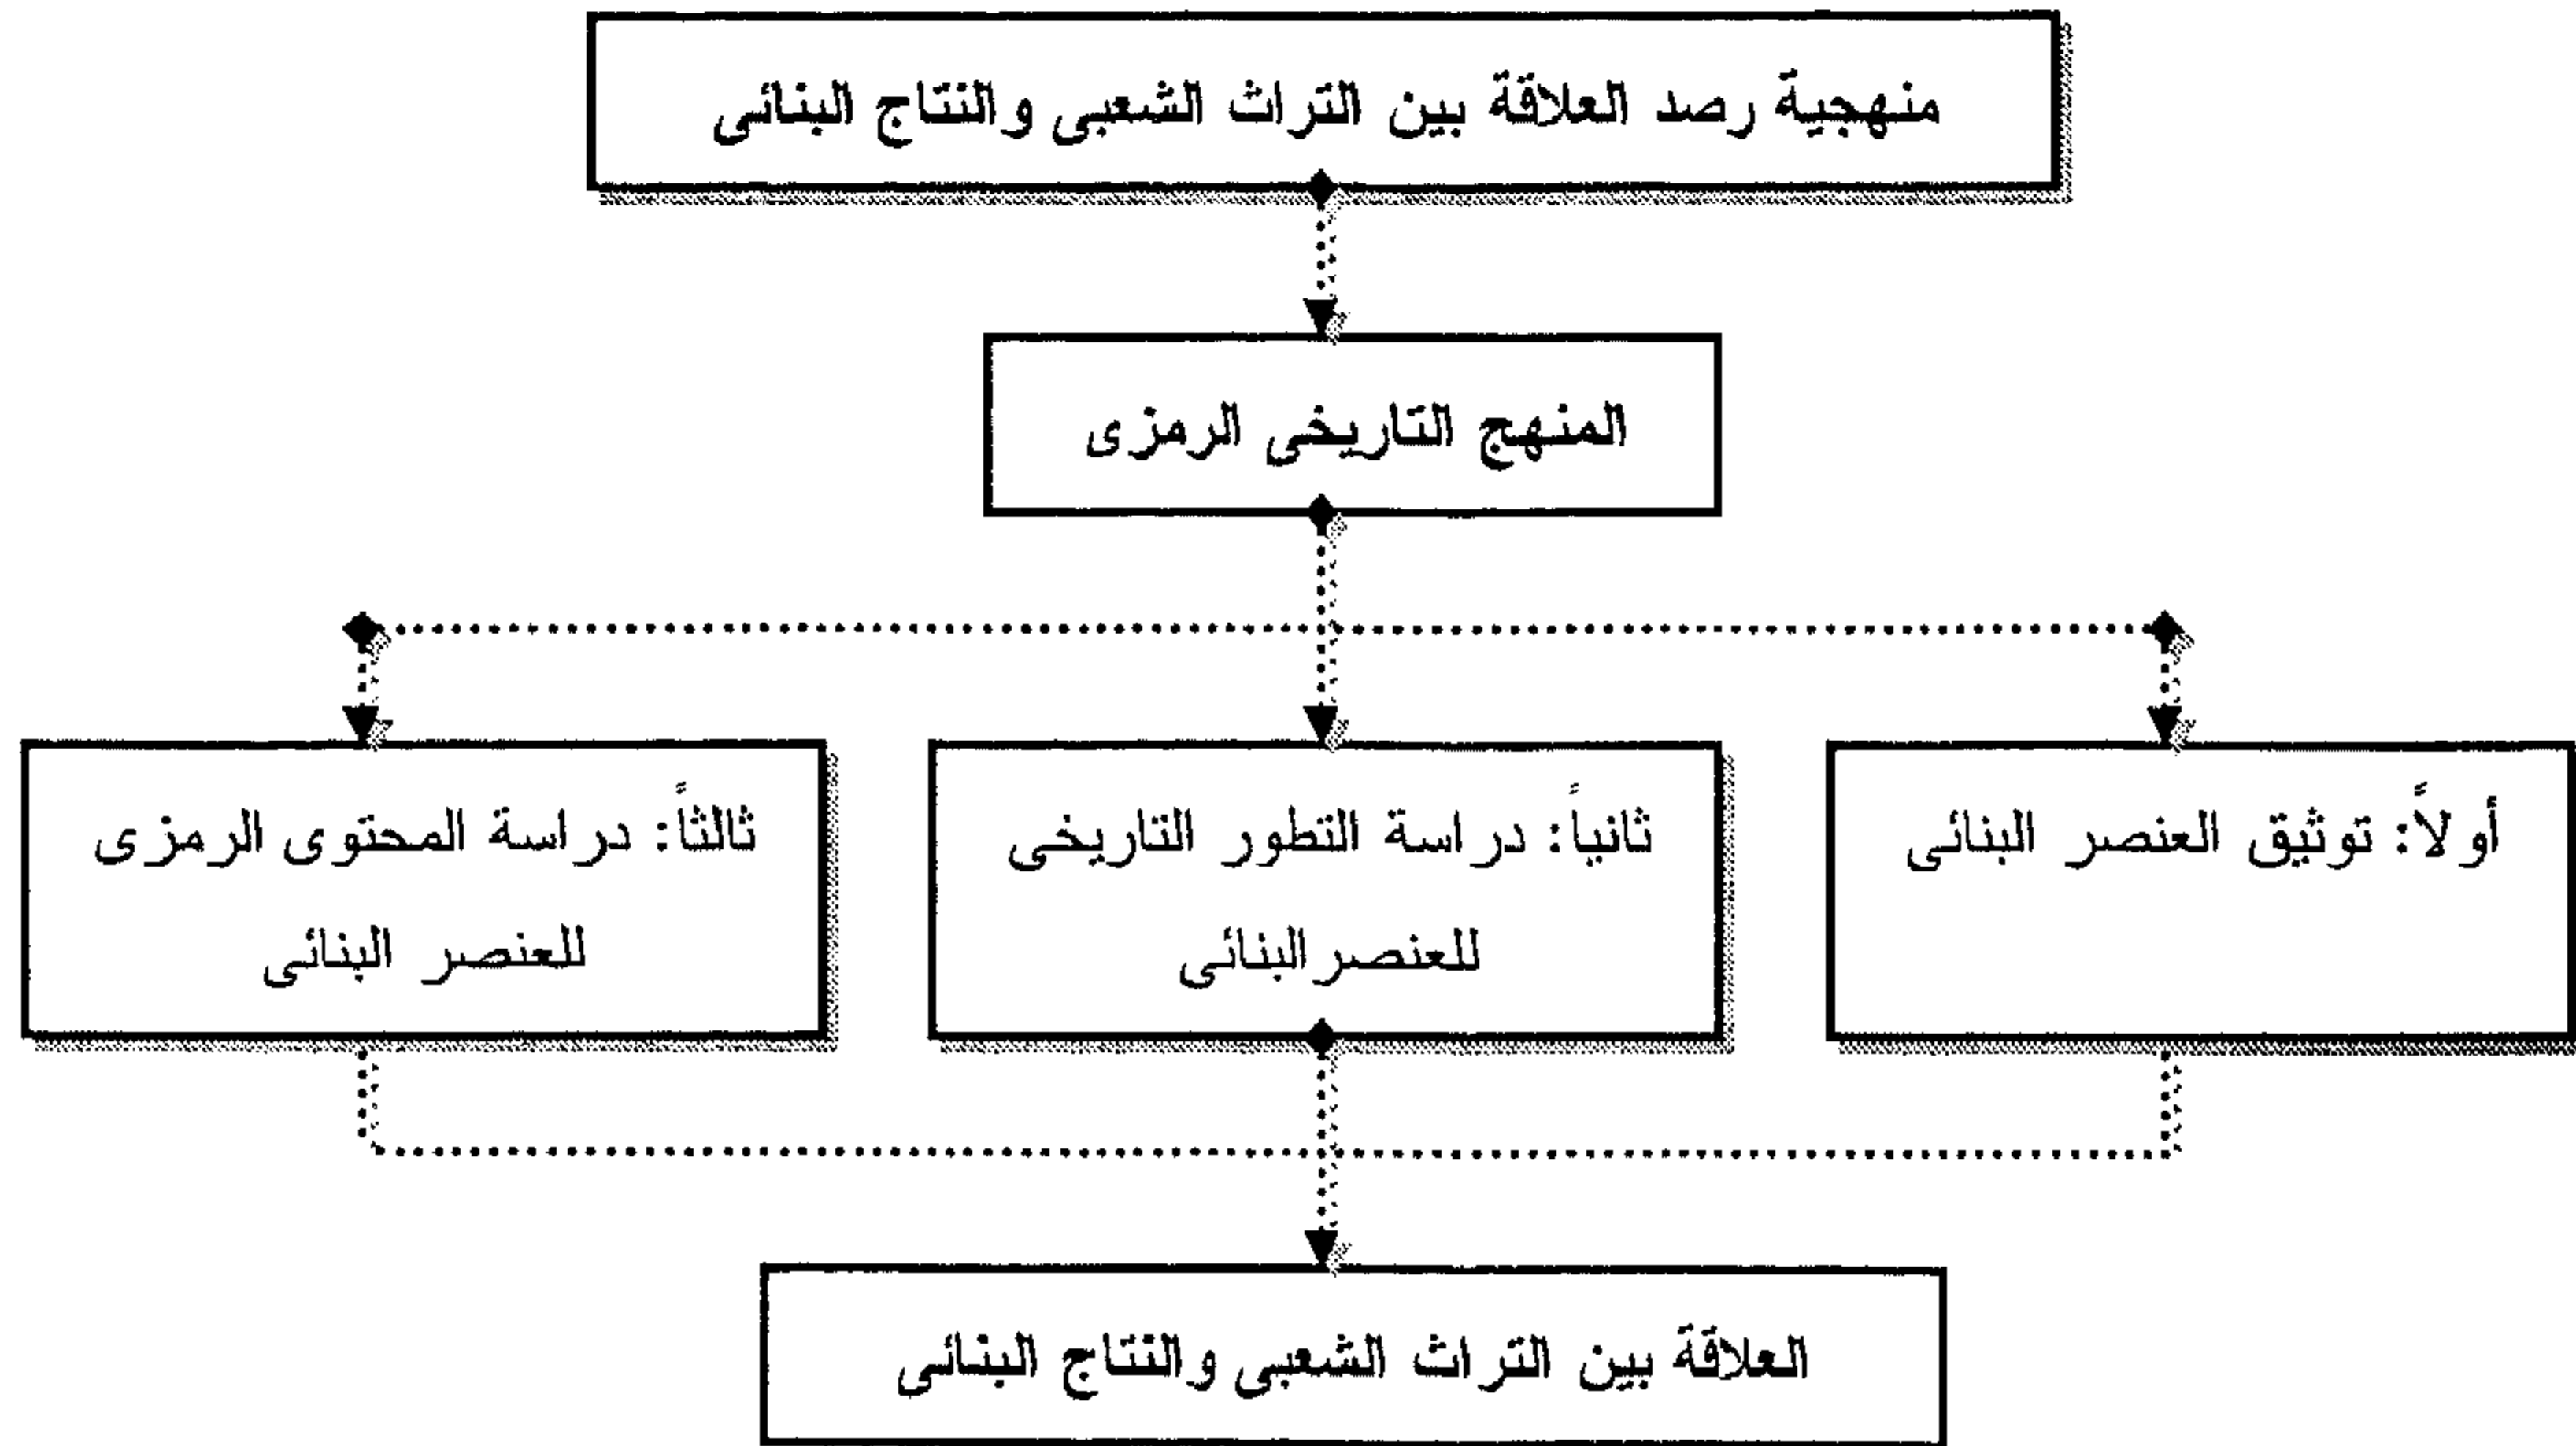 منهجية رصد العلاقة بين التراث الشعبى والنتاج البنائى
المنهج التاريخى الرمزى
أولاً: توثيق العنصر البنائى
ثانياً: دراسة التطور التاريخى
للعنصر البنائى
ثالثاً: دراسة المحتوى الرمزى
للعنصر البنائى
العلاقة بين التراث الشعبى والنتاج البنائى